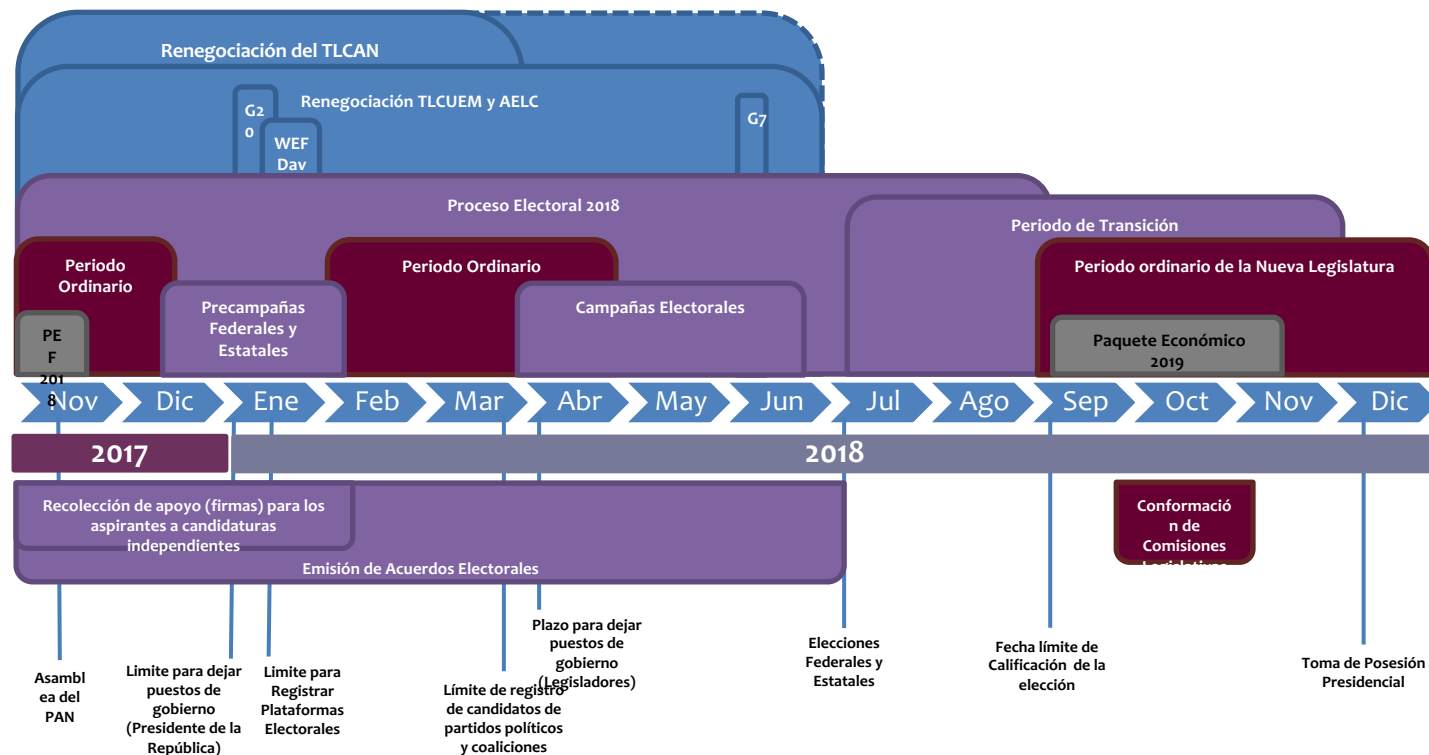 Renegociación del TLCAN
Renegociación TLCUEM y AELC
G2
0
WEF
Dav
G7
Proceso Electoral 2018
Periodo de Transición
Periodo
Ordinario
Periodo Ordinario
Periodo ordinario de la Nueva Legislatura
Precampañas
Federales y
Estatales
Campañas Electorales
PE
F
201
8
Paquete Económico
2019
Nov
Dic
Ene
Feb
Mar
Abr
May
Jun
Jul
Ago
Sep
Oct
Nov
Dic
2017
2018
Recolección de apoyo (firmas) para los
aspirantes a candidaturas
independientes
Emisión de Acuerdos Electorales
Conformació
n de
Comisiones
Legislativas
Asambl
ea del
PAN
Limite para dejar
puestos de
gobierno
(Presidente de la
República)
Limite para
Registrar
Plataformas
Electorales
Límite de registro
de candidatos de
partidos políticos
y coaliciones
Plazo para dejar
puestos de
gobierno
(Legisladores)
Elecciones
Federales y
Estatales
Fecha límite de
Calificación de la
elección
Toma de Posesión
Presidencial